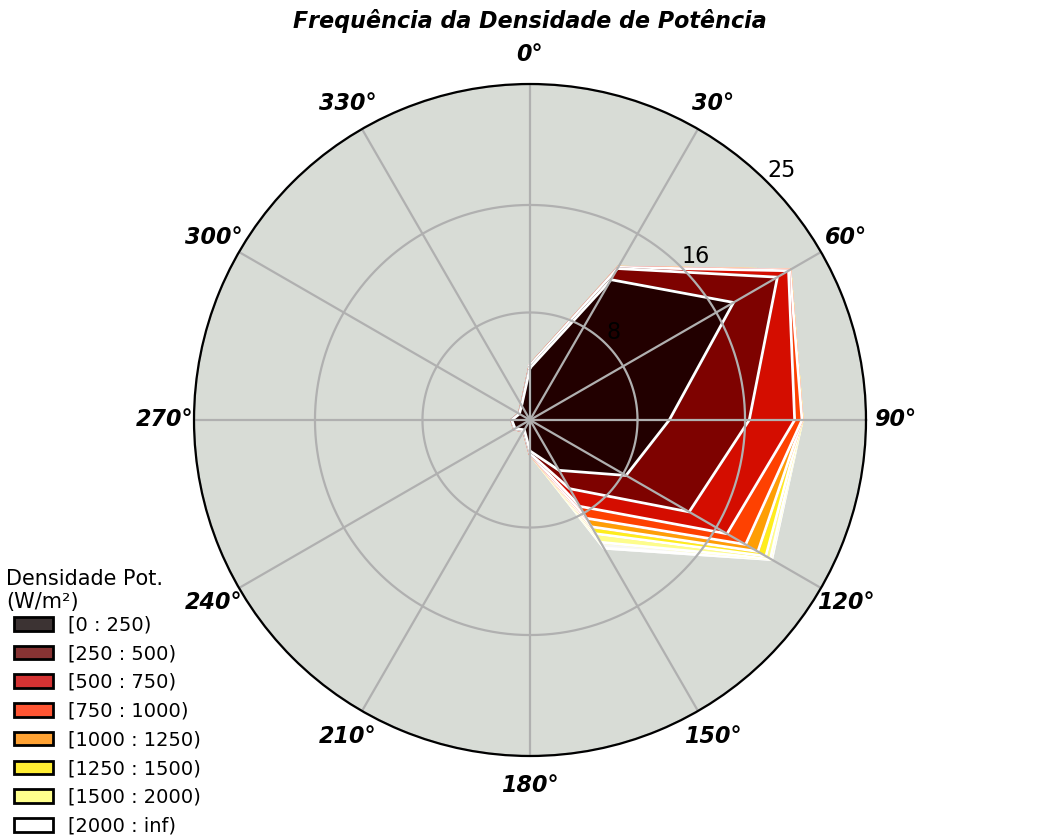 Frequência da Densidade de Potência
0°
330°
30°
25
300°
60°
16
8
270°
90°
240°
120°
210°
150°
180°
Densidade Pot.
(W/m²)
[0 : 250)
[250 : 500)
[500 : 750)
[750 : 1000)
[1000 : 1250)
[1250 : 1500)
[1500 : 2000)
[2000 : inf)